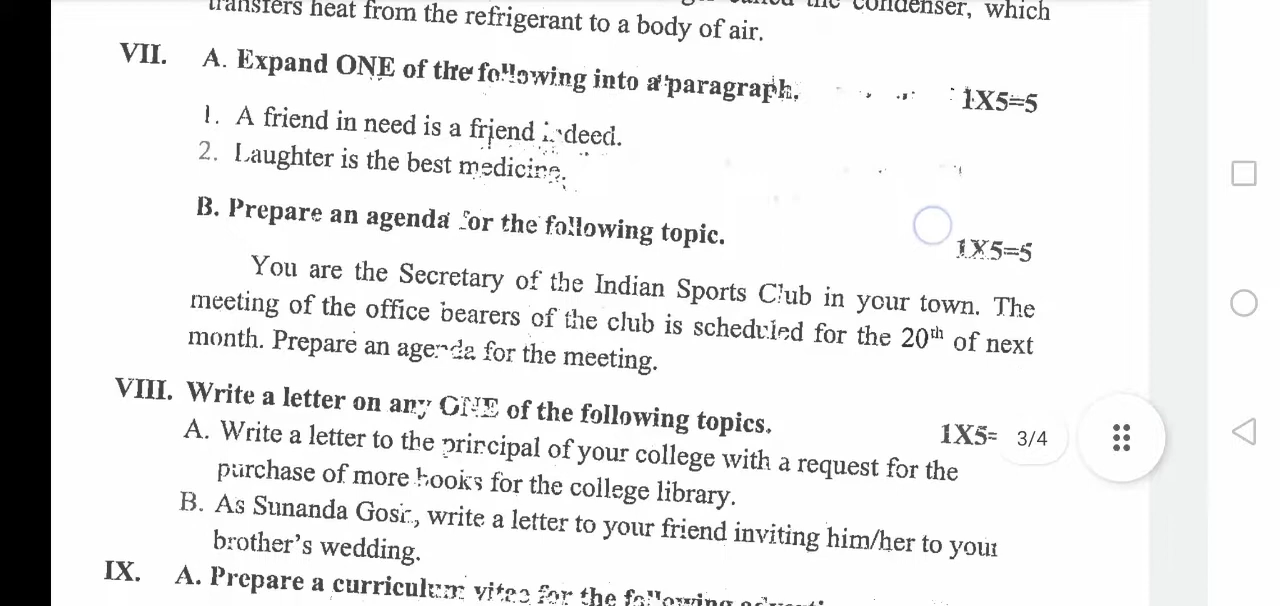 transfers heat from the refrigerant to a body of air.
the condenser, which
VII. A. Expand ONE of the following into a paragraph. 1X5=5
1. A friend in need is a friend indeed.
2. Laughter is the best medicine.
B. Prepare an agenda for the following topic. 1X5=5
You are the Secretary of the Indian Sports Club in your town. The
meeting of the office bearers of the club is scheduled for the 20th of next
month. Prepare an agenda for the meeting.
VIII. Write a letter on any ONE of the following topics. 1X5= 3/4
A. Write a letter to the principal of your college with a request for the
purchase of more books for the college library.
B. As Sunanda write a letter to your friend inviting him/her to your
brother's wedding.
IX. A. Prepare a curriculum vitae for the following